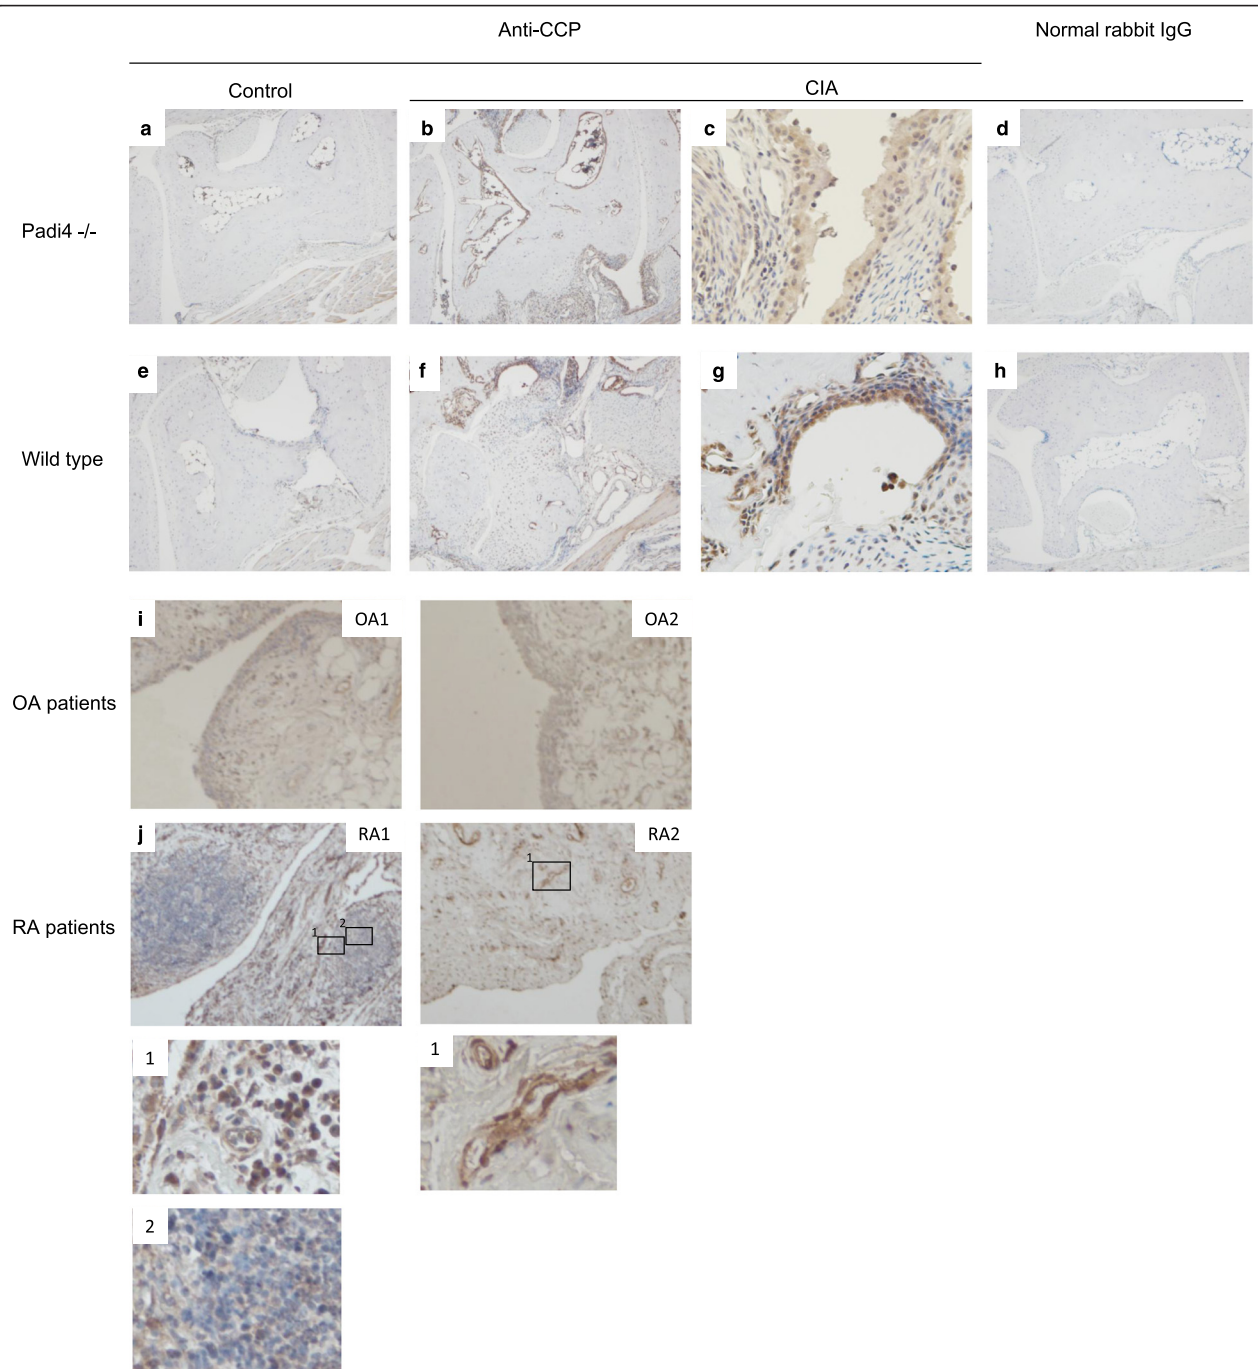 Anti-CCP
Normal rabbit IgG
Control
CIA
a
b
c
d
Padi4 -/-
e
f
g
h
Wild type
i
OA1
OA2
OA patients
j
RA1
RA2
1
2
1
RA patients
1
1
2